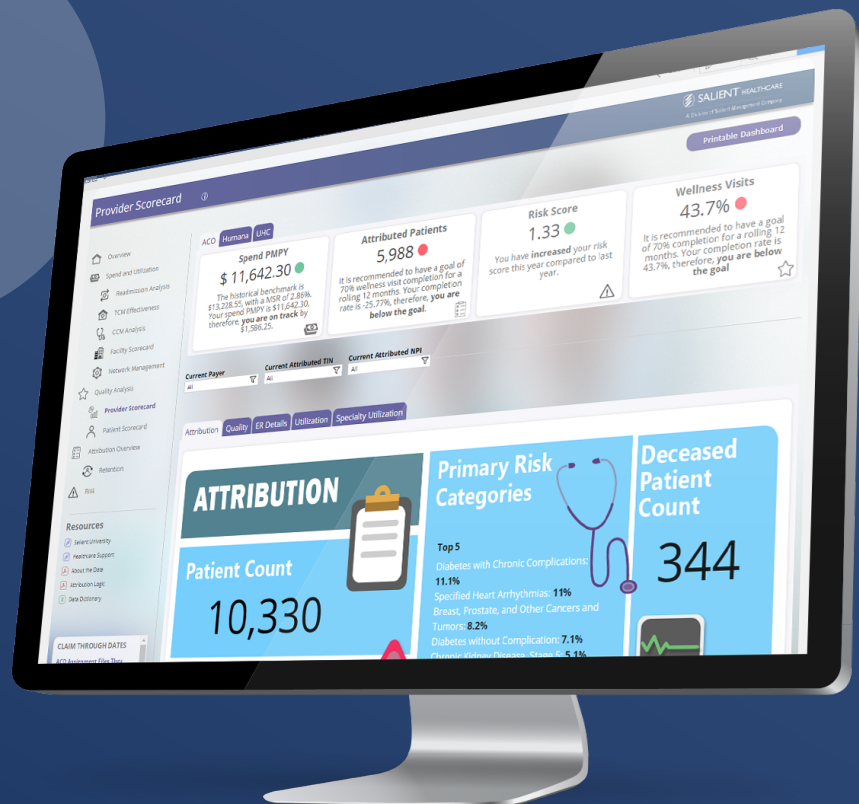 SALIENT HEALTHCARE
A Division of Salient Management Company
Printable Dashboard
Provider Scorecard
Overview
Spend and Utilization
Readmission Analysis
TCM Effectiveness
CCM Analysis
Facility Scorecard
Network Management
Quality Analysis
Provider Scorecard
Patient Scorecard
Attribution Overview
Retention
Risk
Resources
Salient University
Healthcare Support
About the Data
Attribution Logic
Data Dictionary
CLAIM THROUGH DATES
ACO Assignment Files Thru
ACO Humana UHC
Spend PMPY
$ 11,642.30
The historical benchmark is
$13,228.55, with a MSR of 2.86%.
Your spend PMPY is $11,642.30,
therefore, you are on track by
$1,586.25.
Attributed Patients
5,988
It is recommended to have a goal of
70% wellness visit completion for a
rolling 12 months. Your completion
rate is -25.77%, therefore, you are
below the goal.
Risk Score
1.33
You have increased your risk
score this year compared to last
year.
Wellness Visits
43.7%
It is recommended to have a goal
of 70% completion for a rolling 12
months. Your completion rate is
43.7%, therefore, you are below
the goal
Current Payer
All
Current Attributed TIN
All
Current Attributed NPI
All
Attribution Quality ER Details Utilization Specialty Utilization
ATTRIBUTION
Patient Count
10,330
Primary Risk
Categories
Top 5
Diabetes with Chronic Complications:
11.1%
Specified Heart Arrhythmias: 11%
Breast, Prostate, and Other Cancers and
Tumors: 8.2%
Diabetes without Complication: 7.1%
Chronic Kidney Disease, Stage 5: 5.1%
Deceased
Patient
Count
344